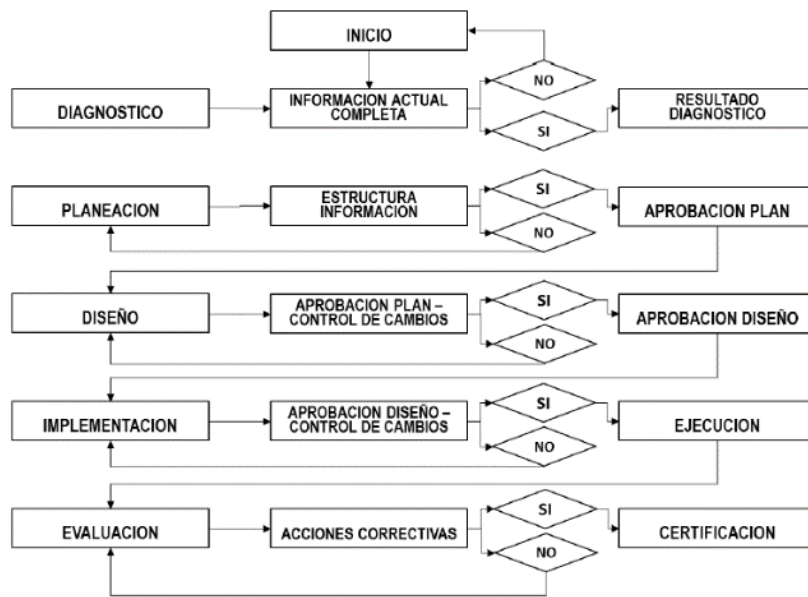 INICIO
NO
DIAGNOSTICO
INFORMACION ACTUAL
COMPLETA
SI
RESULTADO
DIAGNOSTICO
PLANEACION
ESTRUCTURA
INFORMACION
SI
NO
APROBACION PLAN
DISEÑO
APROBACION PLAN –
CONTROL DE CAMBIOS
SI
NO
APROBACION DISEÑO
IMPLEMENTACION
APROBACION DISEÑO –
CONTROL DE CAMBIOS
SI
NO
EJECUCION
EVALUACION
ACCIONES CORRECTIVAS
SI
NO
CERTIFICACION